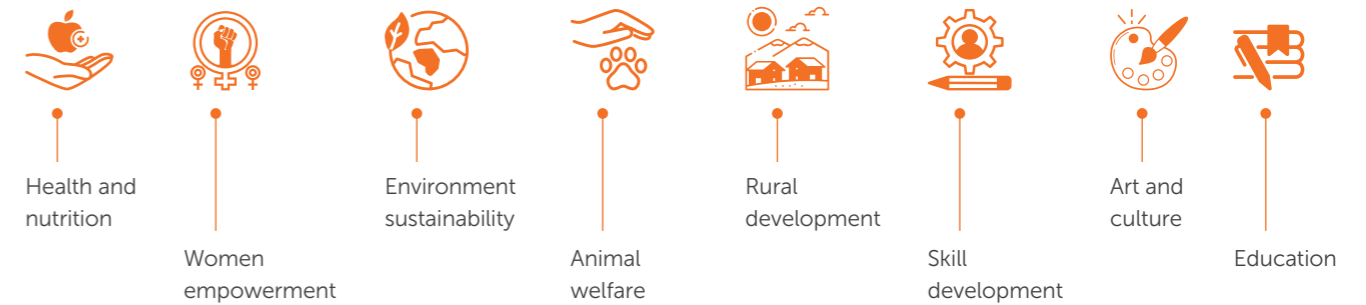 Health and
nutrition
Women
empowerment
Environment
sustainability
Animal
welfare
Rural
development
Skill
development
Art and
culture
Education